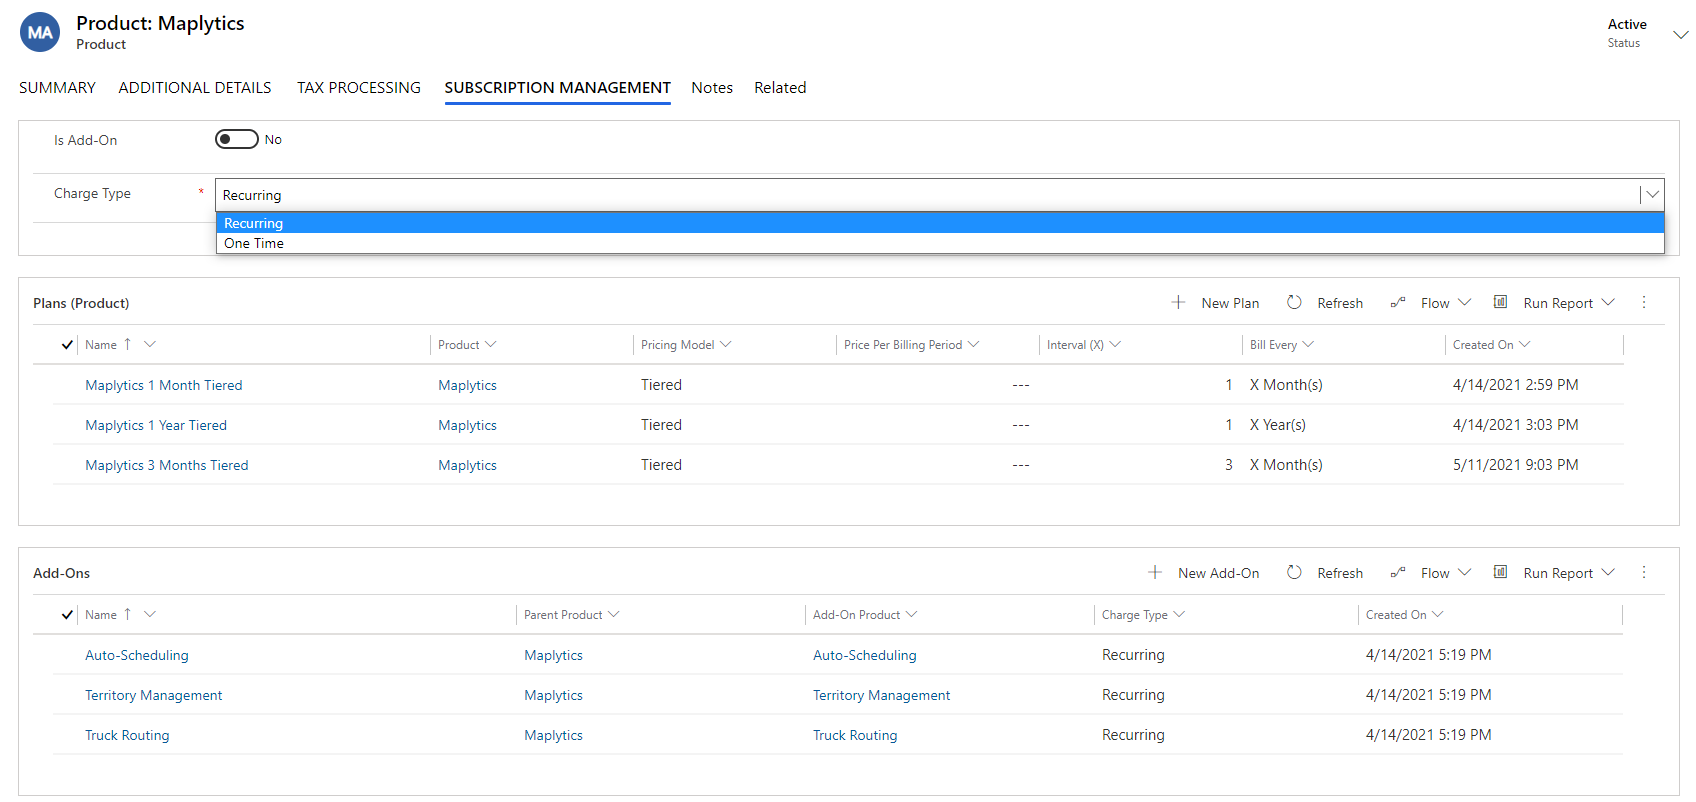 MA
Product: Maplytics
Product
Active
Status
SUMMARY ADDITIONAL DETAILS TAX PROCESSING SUBSCRIPTION MANAGEMENT Notes Related
Is Add-On No
Charge Type * Recurring
Recurring
One Time
Plans (Product) New Plan Refresh Flow Run Report
Name ↑ Product Pricing Model Price Per Billing Period Interval (X) Bill Every Created On
Maplytics 1 Month Tiered Maplytics Tiered --- 1 X Month(s) 4/14/2021 2:59 PM
Maplytics 1 Year Tiered Maplytics Tiered --- 1 X Year(s) 4/14/2021 3:03 PM
Maplytics 3 Months Tiered Maplytics Tiered --- 3 X Month(s) 5/11/2021 9:03 PM
Add-Ons New Add-On Refresh Flow Run Report
Name ↑ Parent Product Add-On Product Charge Type Created On
Auto-Scheduling Maplytics Auto-Scheduling Recurring 4/14/2021 5:19 PM
Territory Management Maplytics Territory Management Recurring 4/14/2021 5:19 PM
Truck Routing Maplytics Truck Routing Recurring 4/14/2021 5:19 PM